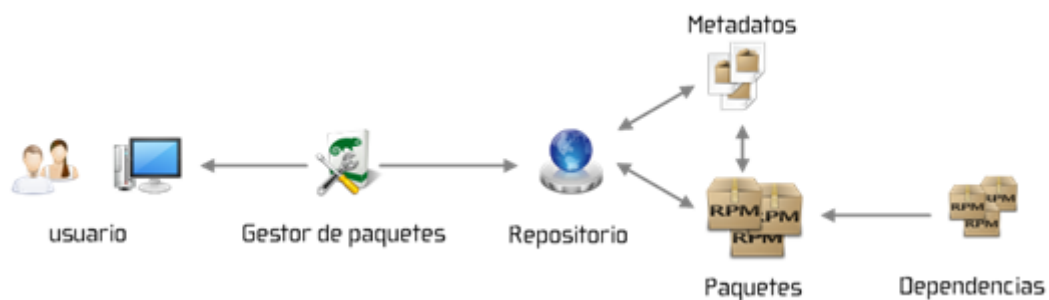 Metadatos
usuario
Gestor de paquetes
Repositorio
RPM
RPM
RPM
RPM
RPM
RPM
Paquetes
Dependencias